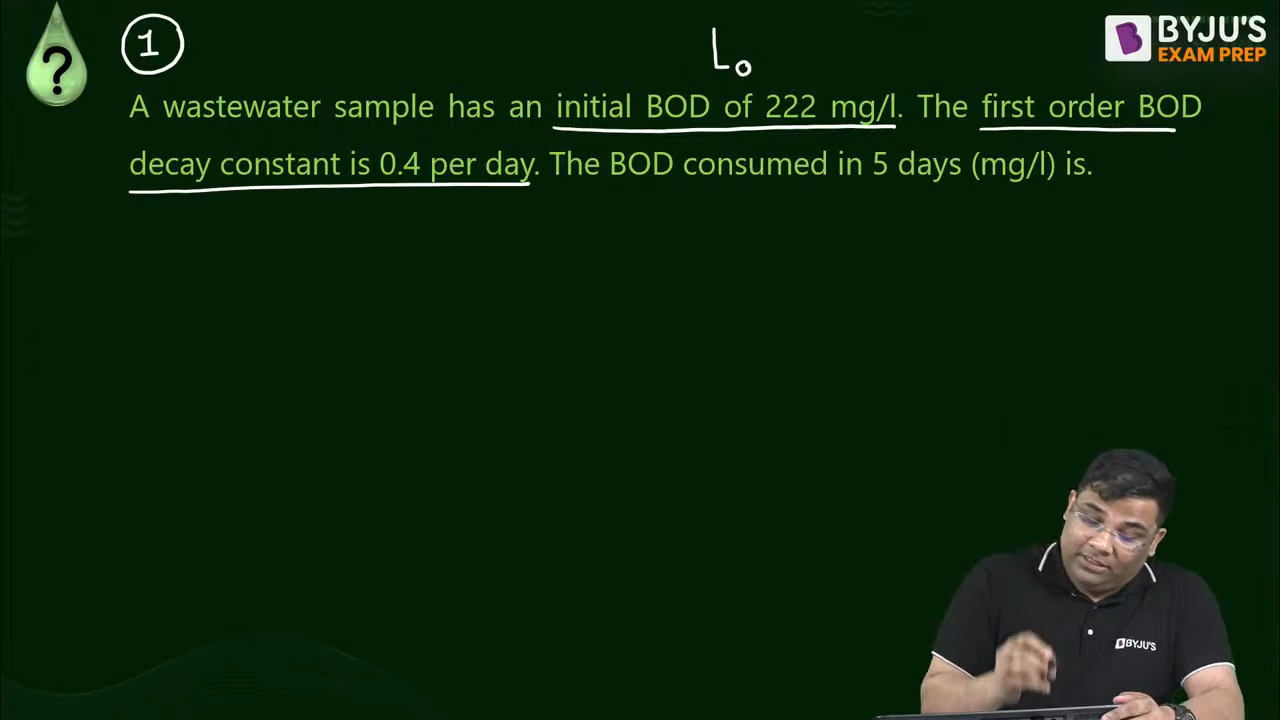 ?
1
L₀
BYJU'S
EXAM PREP
A wastewater sample has an initial BOD of 222 mg/l. The first order BOD
decay constant is 0.4 per day. The BOD consumed in 5 days (mg/l) is.
BYJU'S